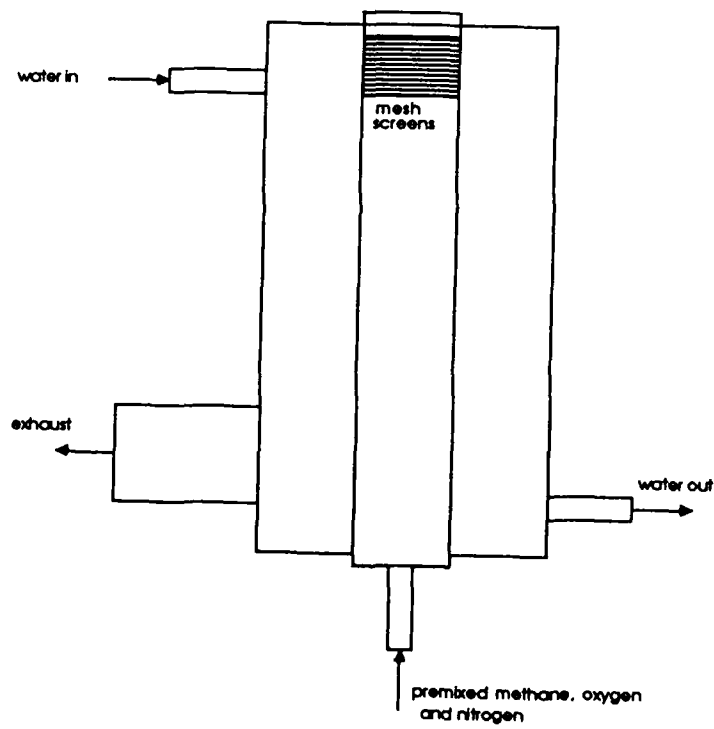 water in
mesh
screens
exhaust
water out
premixed methane, oxygen
and nitrogen